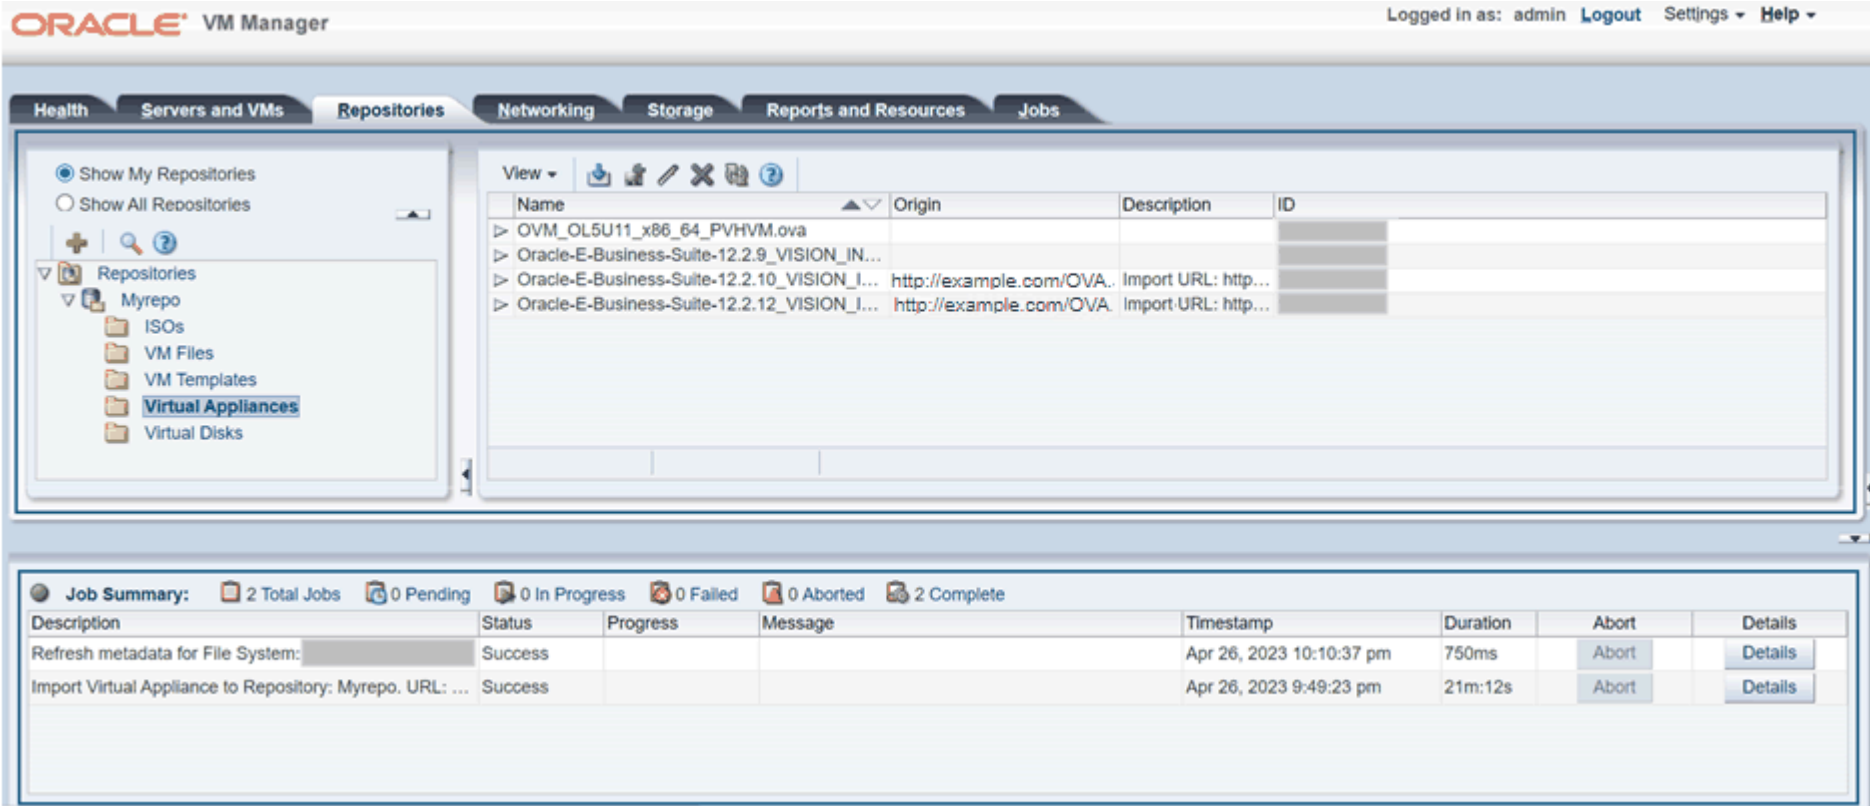 ORACLE VM Manager
Logged in as: admin Logout Settings Help
Health Servers and VMs Repositories Networking Storage Reports and Resources Jobs
Show My Repositories
Show All Repositories
Repositories
Myrepo
ISOs
VM Files
VM Templates
Virtual Appliances
Virtual Disks
View
Name Origin Description ID
OVM_OL5U11_x86_64_PVHVM.ova
Oracle-E-Business-Suite-12.2.9_VISION_IN...
Oracle-E-Business-Suite-12.2.10_VISION_I... http://example.com/OVA. Import URL: http...
Oracle-E-Business-Suite-12.2.12_VISION_I... http://example.com/OVA. Import URL: http...
Job Summary: 2 Total Jobs 0 Pending 0 In Progress 0 Failed 0 Aborted 2 Complete
Description Status Progress Message Timestamp Duration Abort Details
Refresh metadata for File System: Success Apr 26, 2023 10:10:37 pm 750ms Abort Details
Import Virtual Appliance to Repository: Myrepo. URL: ... Success Apr 26, 2023 9:49:23 pm 21m:12s Abort Details